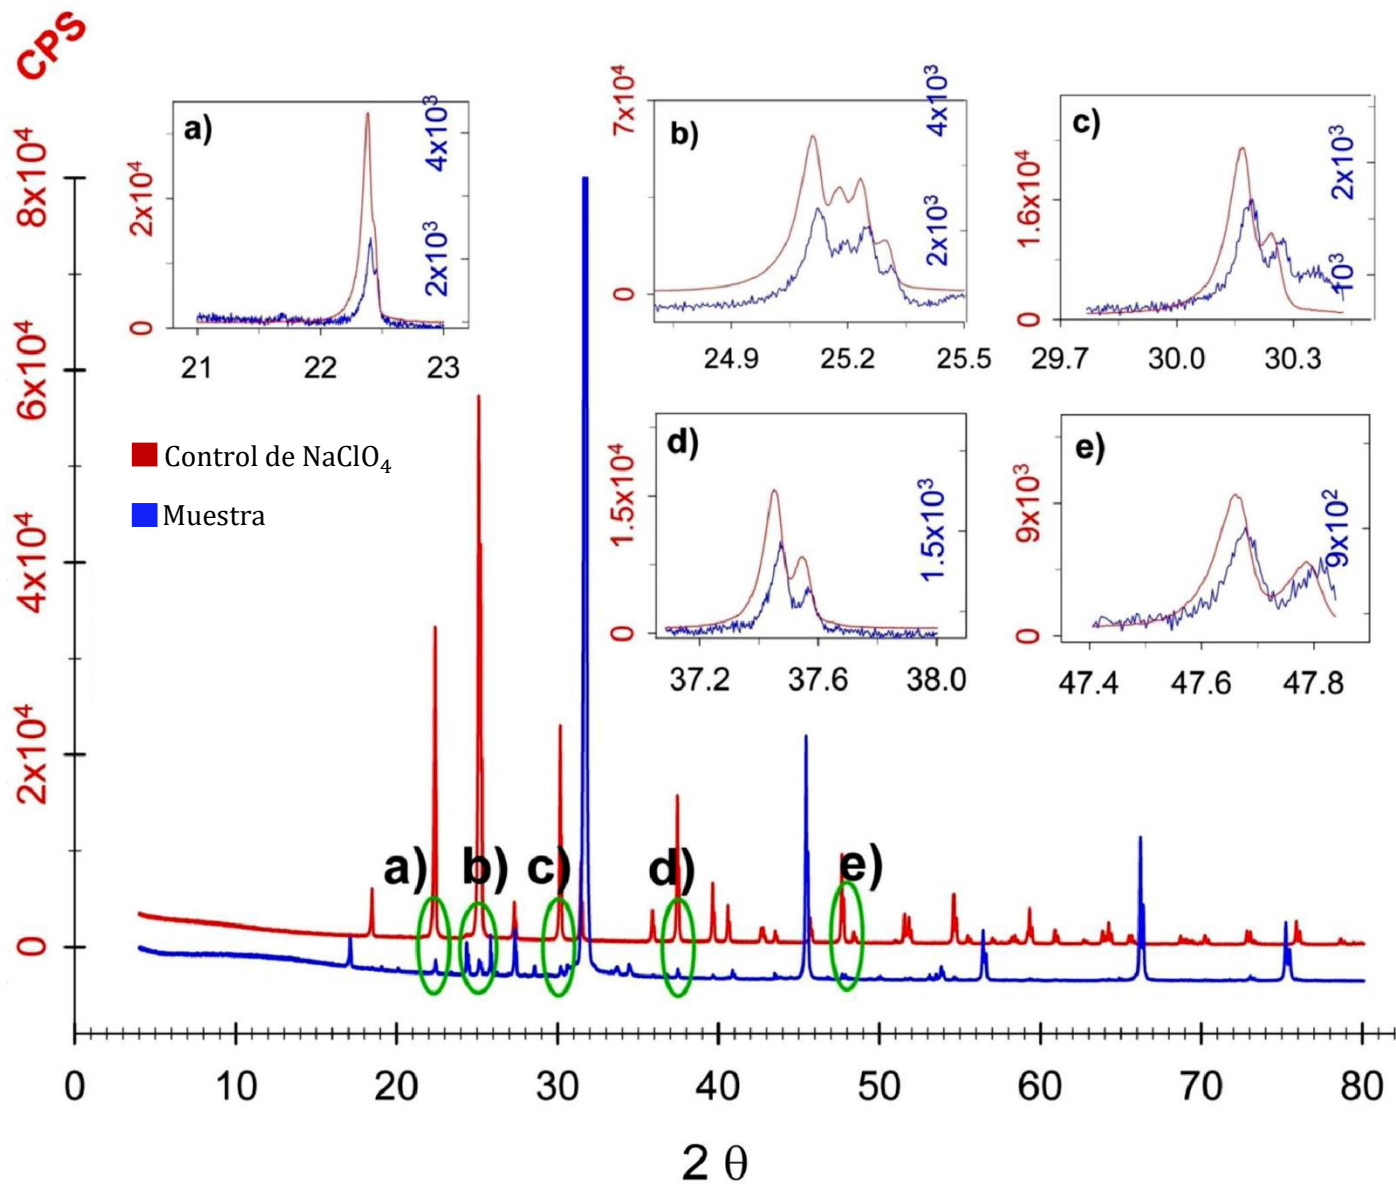 CPS
8x10⁴
6x10⁴
4x10⁴
2x10⁴
0
a)
2x10⁴
0
4x10³
2x10³
21 22 23
b)
7x10⁴
0
4x10³
2x10³
24.9 25.2 25.5
c)
1.6x10⁴
0
2x10³
10³
29.7 30.0 30.3
Control de NaClO₄
Muestra
d)
1.5x10⁴
0
1.5x10³
37.2 37.6 38.0
e)
9x10³
0
9x10²
47.4 47.6 47.8
a) b) c) d) e)
0 10 20 30 40 50 60 70 80
2 θ